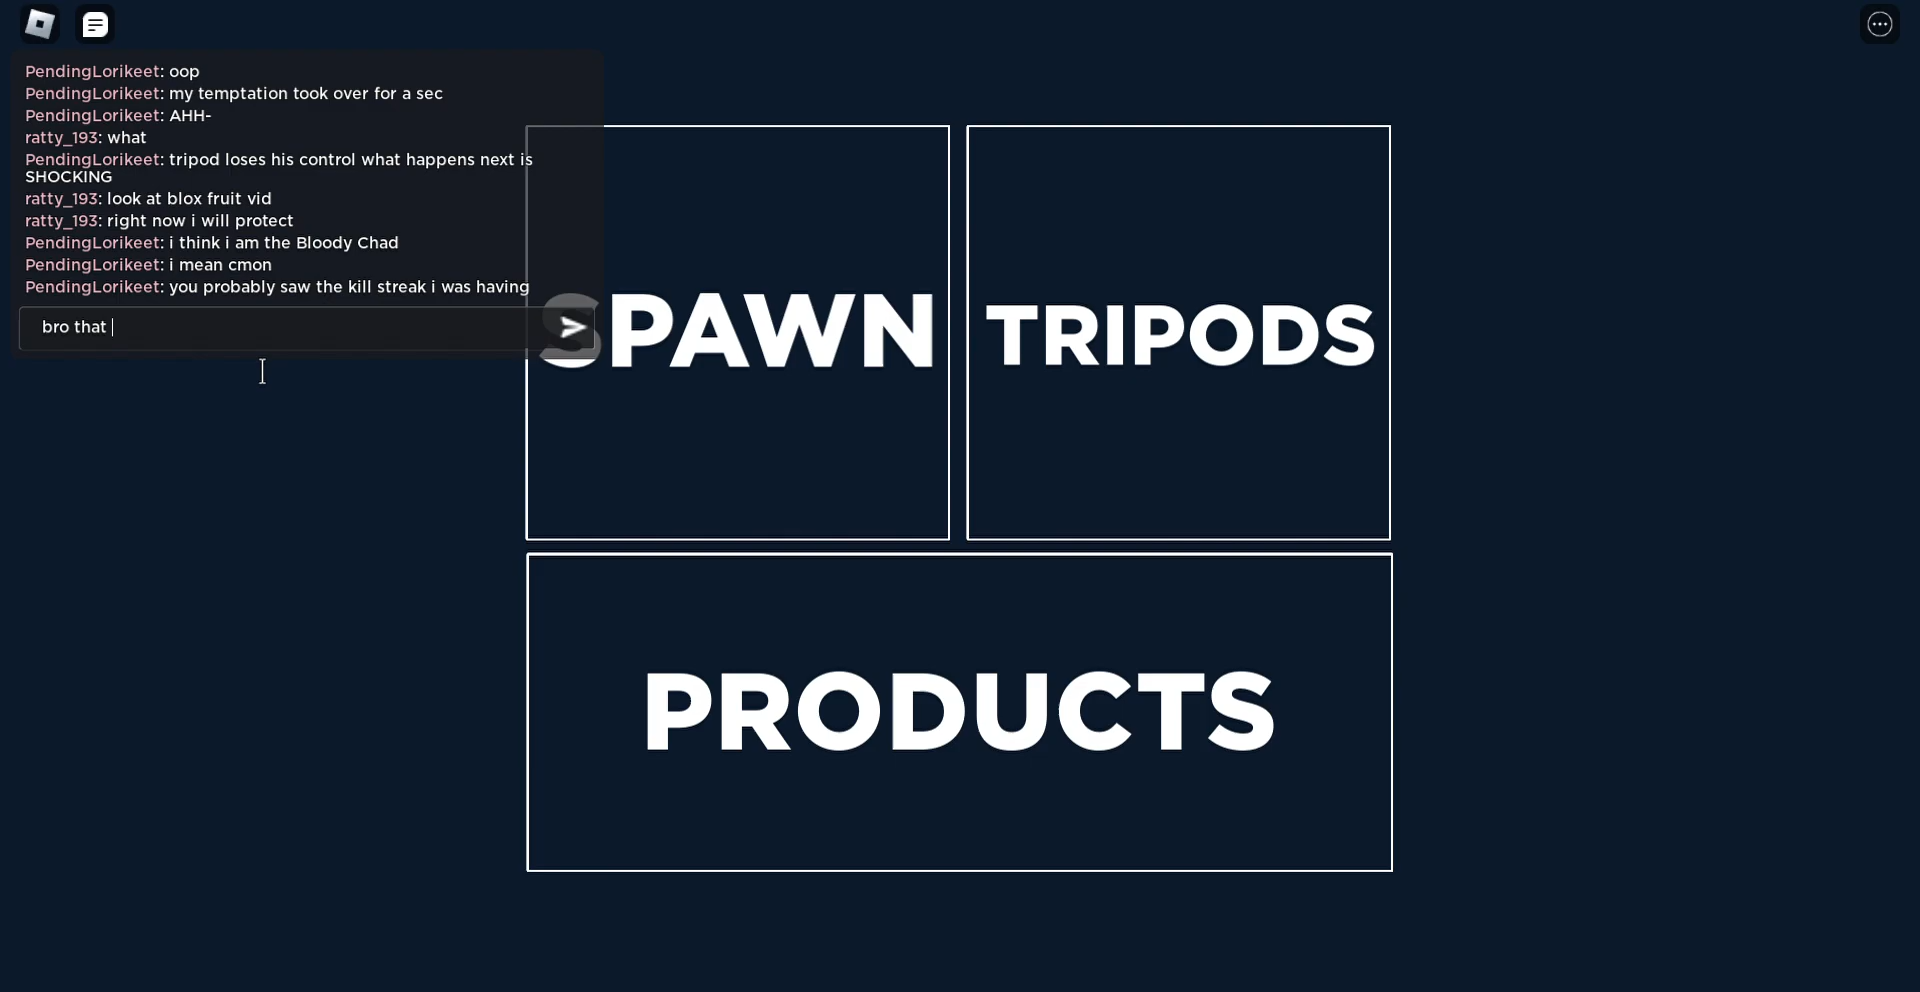 PendingLorikeet: oop
PendingLorikeet: my temptation took over for a sec
PendingLorikeet: AHH-
ratty_193: what
PendingLorikeet: tripod loses his control what happens next is
SHOCKING
ratty_193: look at blox fruit vid
ratty_193: right now i will protect
PendingLorikeet: i think i am the Bloody Chad
PendingLorikeet: i mean cmon
PendingLorikeet: you probably saw the kill streak i was having
bro that
SPAWN
TRIPODS
PRODUCTS